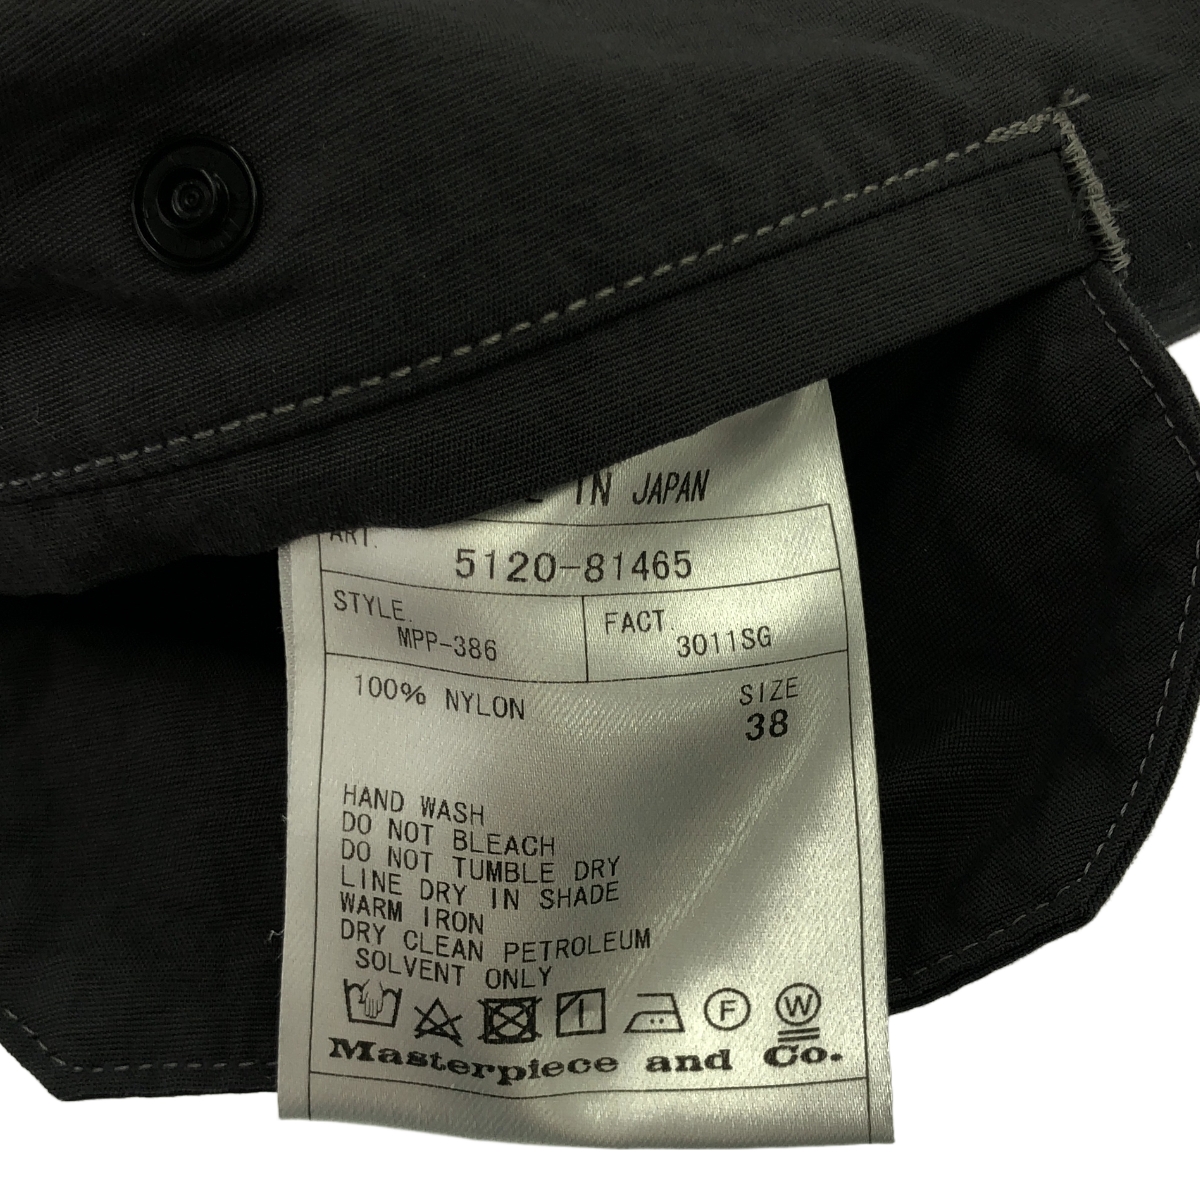 IN JAPAN
ART.
5120-81465
STYLE.
MPP-386
FACT.
3011SG
100% NYLON
SIZE
38
HAND WASH
DO NOT BLEACH
DO NOT TUMBLE DRY
LINE DRY IN SHADE
WARM IRON
DRY CLEAN PETROLEUM
SOLVENT ONLY
F
W
Masterpiece and Co.